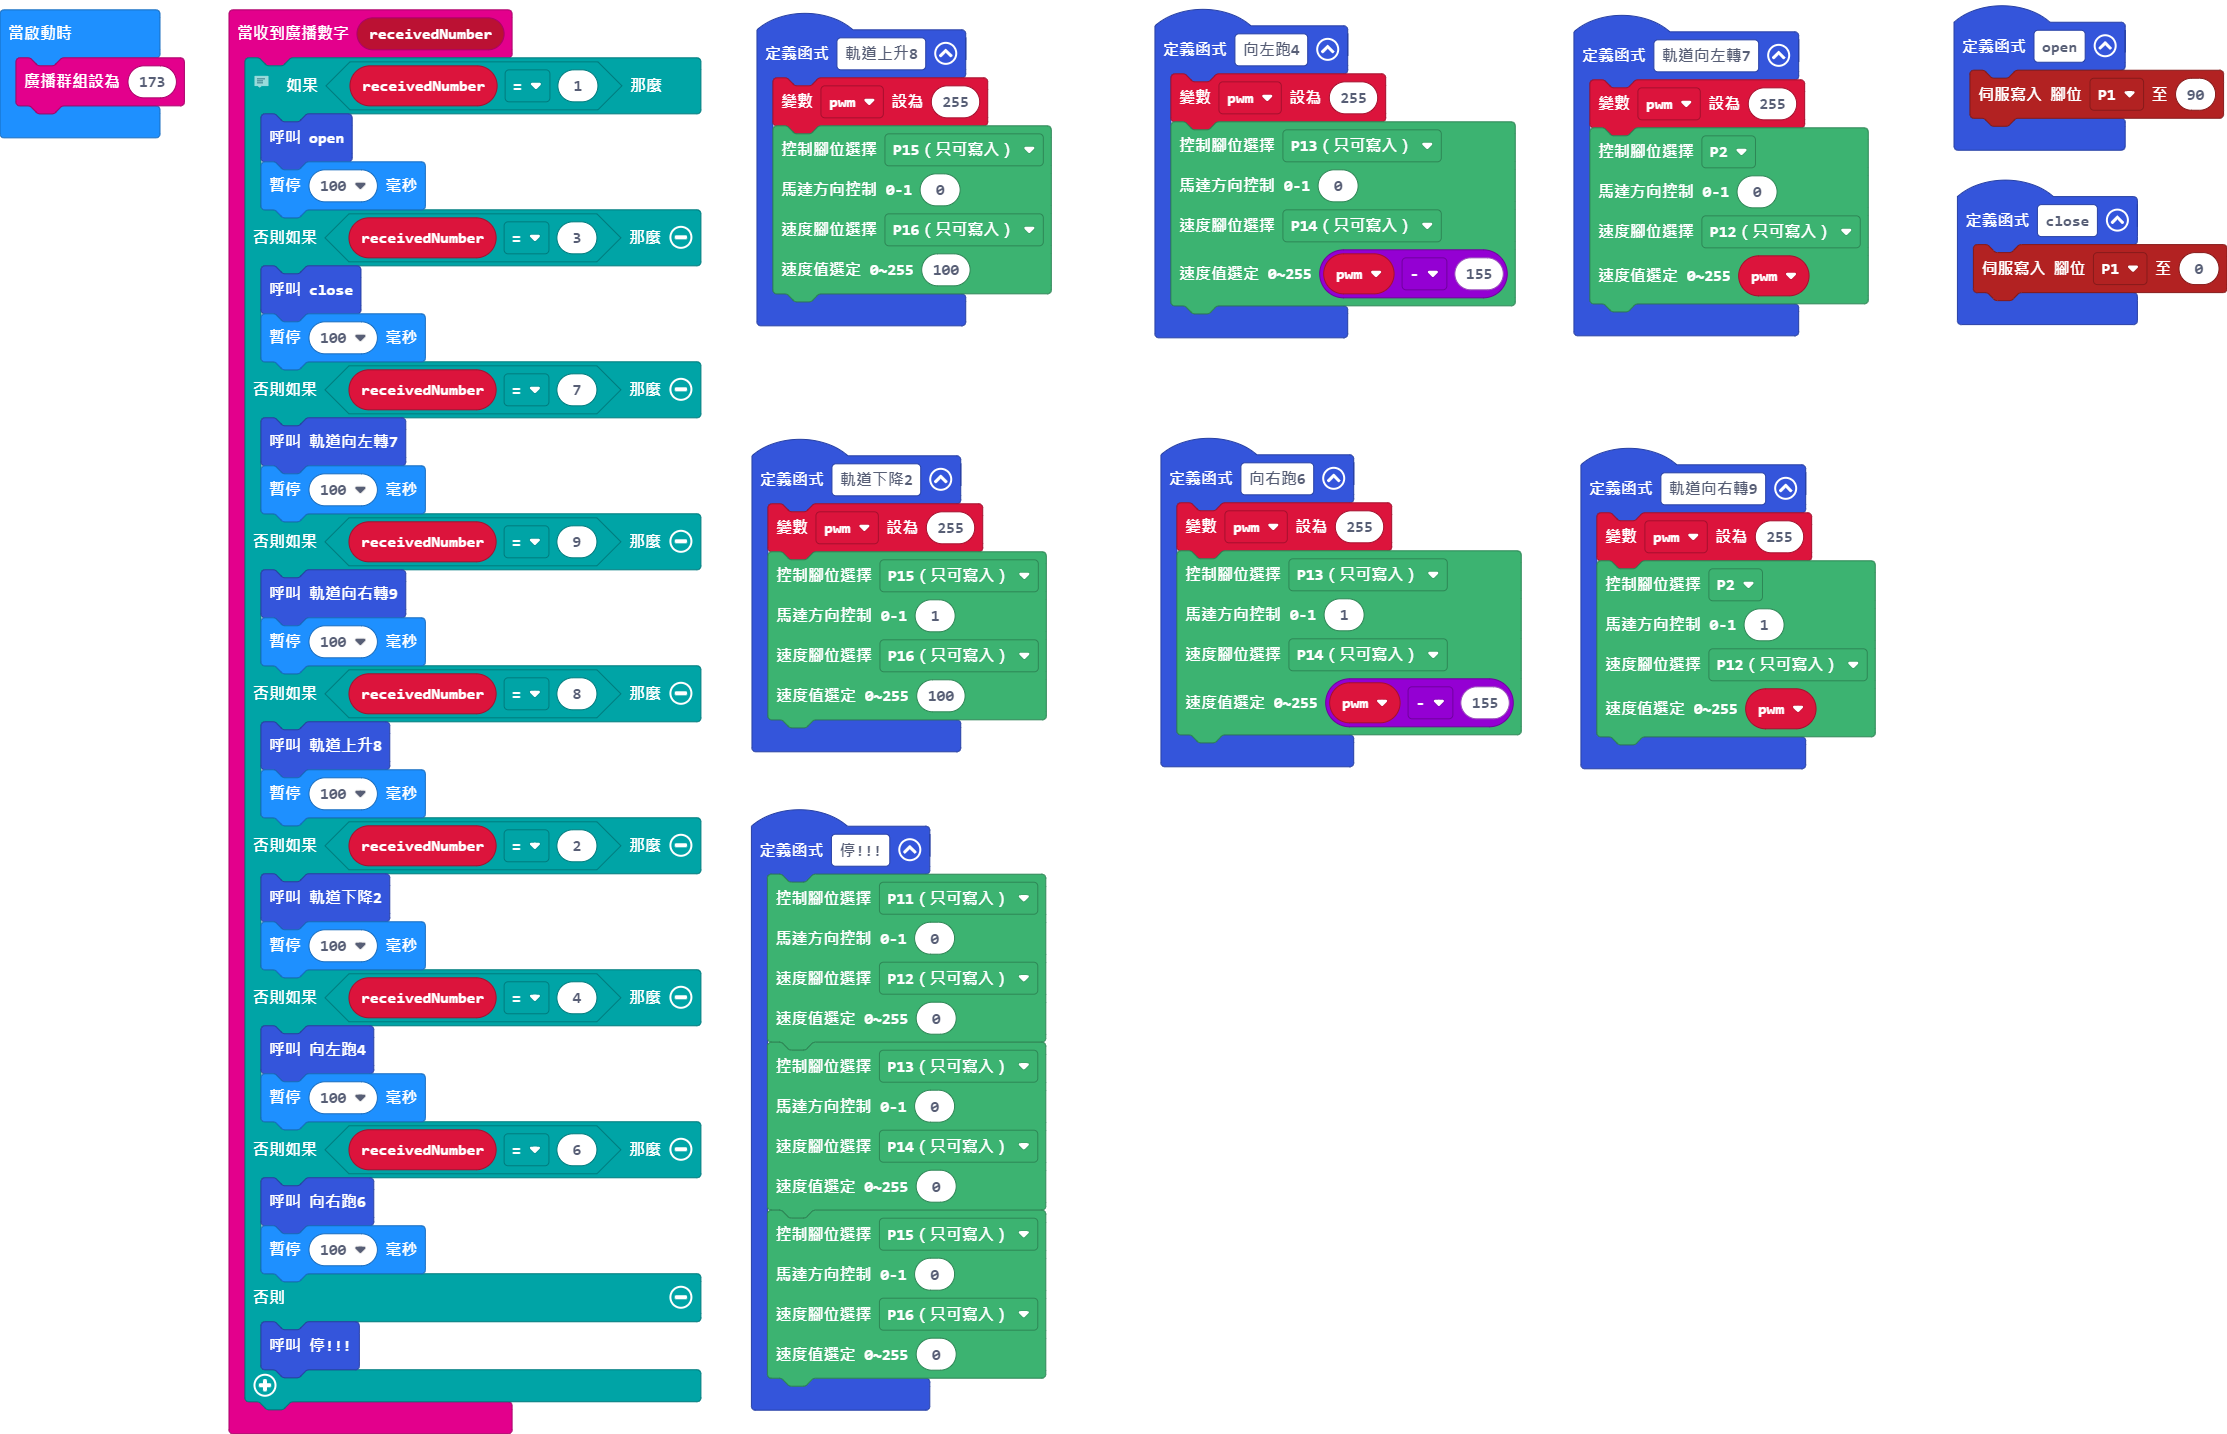 當啟動時
廣播群組設為 173
當收到廣播數字 receivedNumber
如果 receivedNumber = 1 那麼
呼叫 open
暫停 100 毫秒
否則如果 receivedNumber = 3 那麼
呼叫 close
暫停 100 毫秒
否則如果 receivedNumber = 7 那麼
呼叫 軌道向左轉7
暫停 100 毫秒
否則如果 receivedNumber = 9 那麼
呼叫 軌道向右轉9
暫停 100 毫秒
否則如果 receivedNumber = 8 那麼
呼叫 軌道上升8
暫停 100 毫秒
否則如果 receivedNumber = 2 那麼
呼叫 軌道下降2
暫停 100 毫秒
否則如果 receivedNumber = 4 那麼
呼叫 向左跑4
暫停 100 毫秒
否則如果 receivedNumber = 6 那麼
呼叫 向右跑6
暫停 100 毫秒
否則
呼叫 停!!!
定義函式 軌道上升8
變數 pwm 設為 255
控制腳位選擇 P15（只可寫入）
馬達方向控制 0-1 0
速度腳位選擇 P16（只可寫入）
速度值選定 0~255 100
定義函式 向左跑4
變數 pwm 設為 255
控制腳位選擇 P13（只可寫入）
馬達方向控制 0-1 0
速度腳位選擇 P14（只可寫入）
速度值選定 0~255 pwm - 155
定義函式 軌道向左轉7
變數 pwm 設為 255
控制腳位選擇 P2
馬達方向控制 0-1 0
速度腳位選擇 P12（只可寫入）
速度值選定 0~255 pwm
定義函式 open
伺服寫入 腳位 P1 至 90
定義函式 close
伺服寫入 腳位 P1 至 0
定義函式 軌道下降2
變數 pwm 設為 255
控制腳位選擇 P15（只可寫入）
馬達方向控制 0-1 1
速度腳位選擇 P16（只可寫入）
速度值選定 0~255 100
定義函式 向右跑6
變數 pwm 設為 255
控制腳位選擇 P13（只可寫入）
馬達方向控制 0-1 1
速度腳位選擇 P14（只可寫入）
速度值選定 0~255 pwm - 155
定義函式 軌道向右轉9
變數 pwm 設為 255
控制腳位選擇 P2
馬達方向控制 0-1 1
速度腳位選擇 P12（只可寫入）
速度值選定 0~255 pwm
定義函式 停!!!
控制腳位選擇 P11（只可寫入）
馬達方向控制 0-1 0
速度腳位選擇 P12（只可寫入）
速度值選定 0~255 0
控制腳位選擇 P13（只可寫入）
馬達方向控制 0-1 0
速度腳位選擇 P14（只可寫入）
速度值選定 0~255 0
控制腳位選擇 P15（只可寫入）
馬達方向控制 0-1 0
速度腳位選擇 P16（只可寫入）
速度值選定 0~255 0